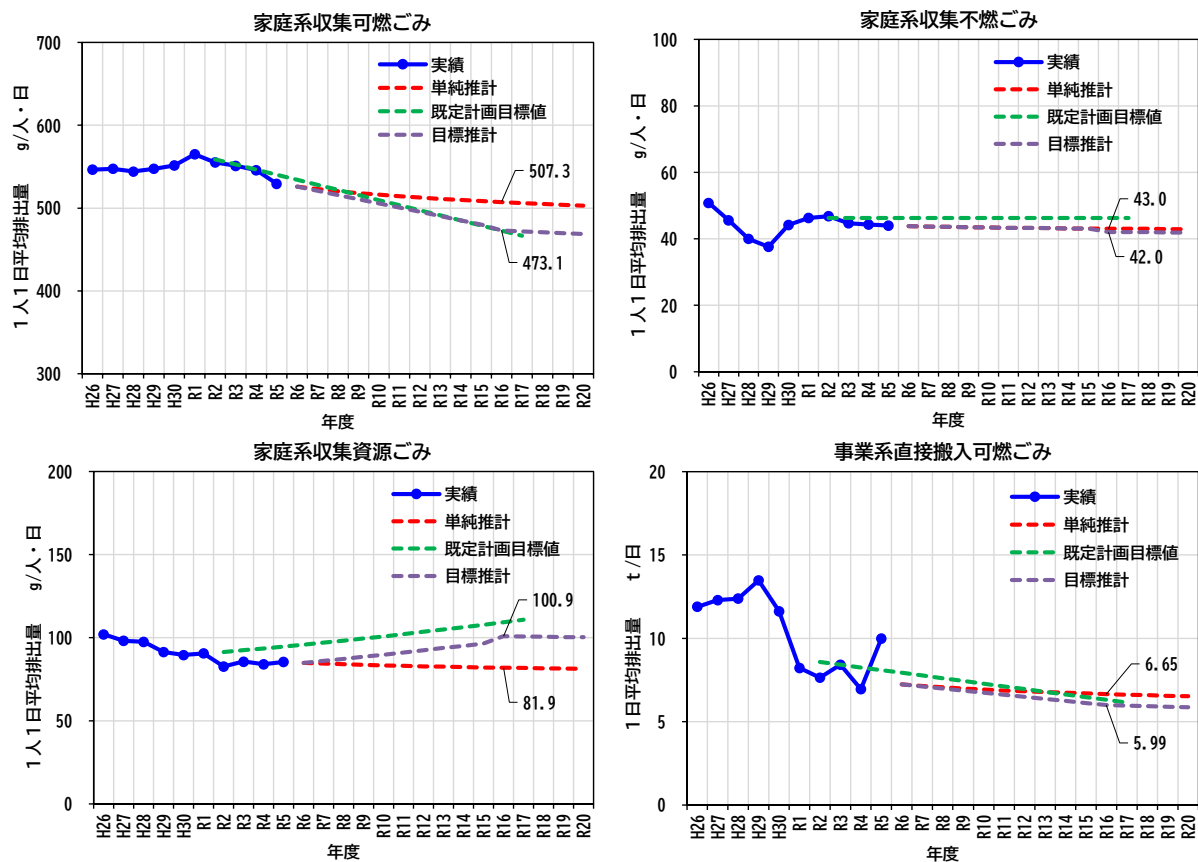 家庭系収集可燃ごみ
1人1日平均排出量 g/人・日
700
600
500
400
300
実績
単純推計
既定計画目標値
目標推計
507.3
473.1
H26 H27 H28 H29 H30 R1 R2 R3 R4 R5 R6 R7 R8 R9 R10 R11 R12 R13 R14 R15 R16 R17 R18 R19 R20
年度
家庭系収集不燃ごみ
1人1日平均排出量 g/人・日
100
80
60
40
20
0
実績
単純推計
既定計画目標値
目標推計
43.0
42.0
H26 H27 H28 H29 H30 R1 R2 R3 R4 R5 R6 R7 R8 R9 R10 R11 R12 R13 R14 R15 R16 R17 R18 R19 R20
年度
家庭系収集資源ごみ
1人1日平均排出量 g/人・日
200
150
100
50
0
実績
単純推計
既定計画目標値
目標推計
100.9
81.9
H26 H27 H28 H29 H30 R1 R2 R3 R4 R5 R6 R7 R8 R9 R10 R11 R12 R13 R14 R15 R16 R17 R18 R19 R20
年度
事業系直接搬入可燃ごみ
1日平均排出量 t/日
20
15
10
5
0
実績
単純推計
既定計画目標値
目標推計
6.65
5.99
H26 H27 H28 H29 H30 R1 R2 R3 R4 R5 R6 R7 R8 R9 R10 R11 R12 R13 R14 R15 R16 R17 R18 R19 R20
年度